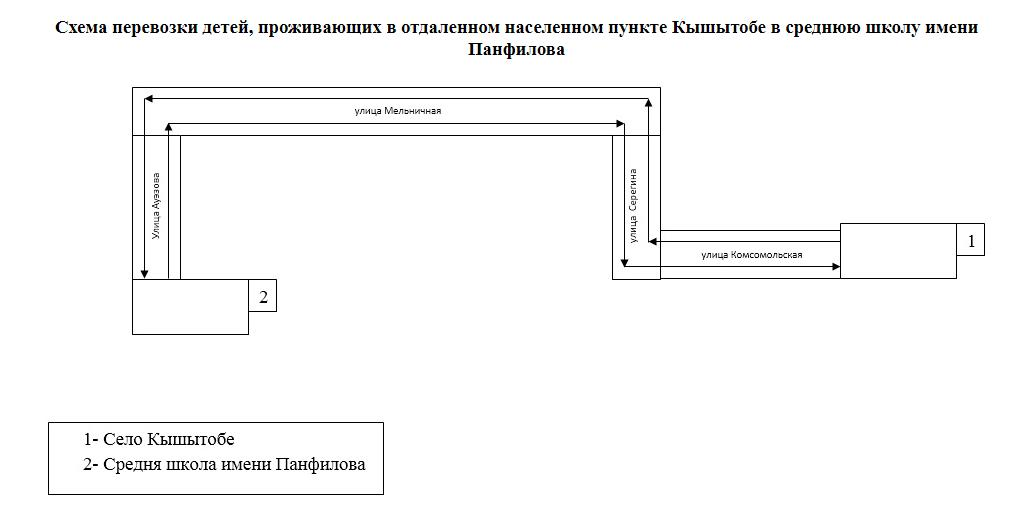 Схема перевозки детей, проживающих в отдаленном населенном пункте Кышытобе в среднюю школу имени
Панфилова
улица Мельничная
Улица Ауэзова
улица Серегина
1
улица Комсомольская
2
1- Село Кышытобе
2- Средня школа имени Панфилова